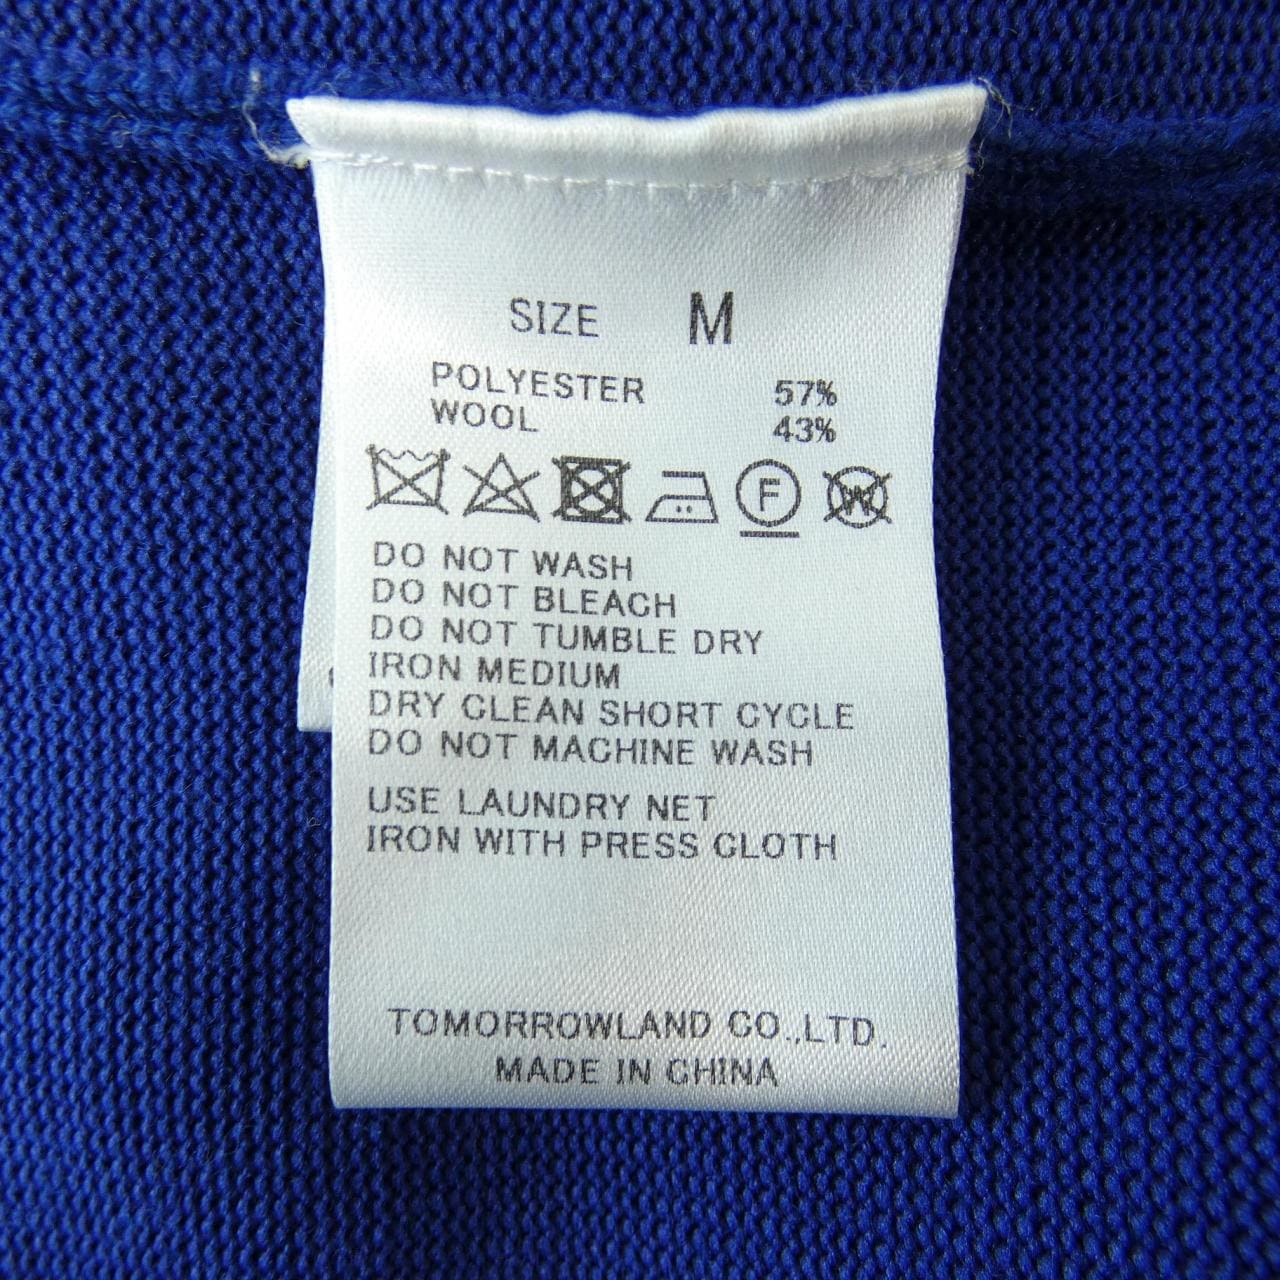 SIZE M
POLYESTER 57%
WOOL 43%
F W
DO NOT WASH
DO NOT BLEACH
DO NOT TUMBLE DRY
IRON MEDIUM
DRY CLEAN SHORT CYCLE
DO NOT MACHINE WASH
USE LAUNDRY NET
IRON WITH PRESS CLOTH
TOMORROWLAND CO.,LTD.
MADE IN CHINA